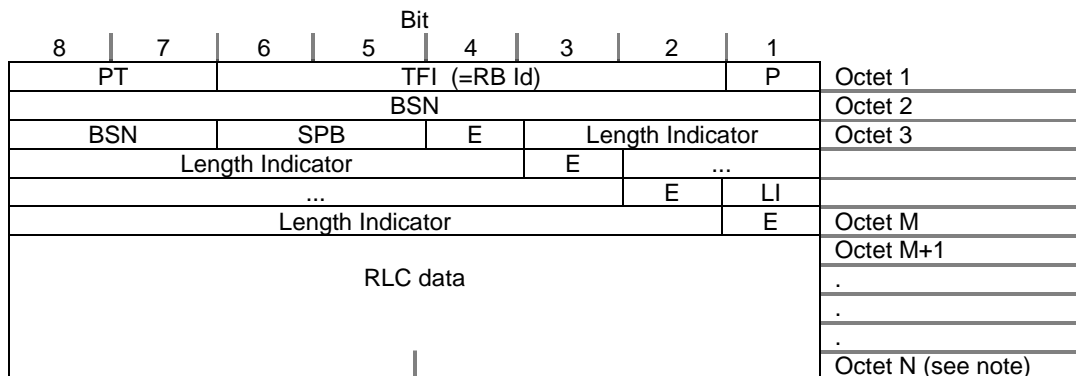 Bit
8 7 6 5 4 3 2 1
PT TFI (=RB Id) P Octet 1
BSN Octet 2
BSN SPB E Length Indicator Octet 3
Length Indicator E ...
... E LI
Length Indicator E Octet M
Octet M+1
RLC data .
.
.
Octet N (see note)